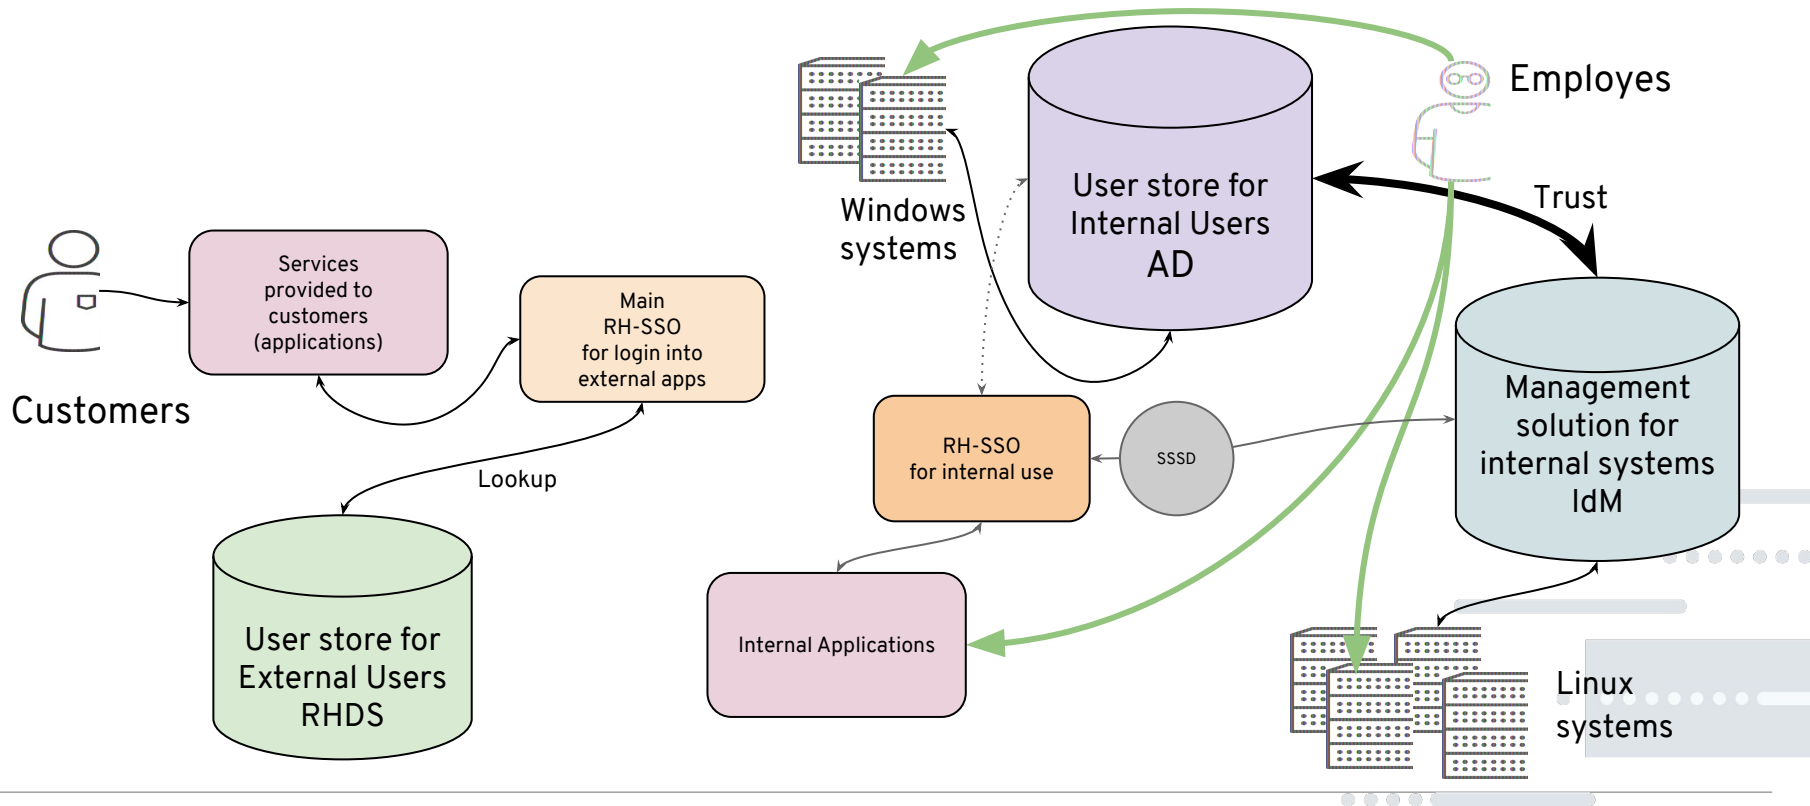 Employes
User store for
Internal Users
AD
Trust
Windows
systems
Services
provided to
customers
(applications)
Main
RH-SSO
for login into
external apps
Customers
Management
solution for
internal systems
IdM
RH-SSO
for internal use
SSSD
Lookup
User store for
External Users
RHDS
Internal Applications
Linux
systems